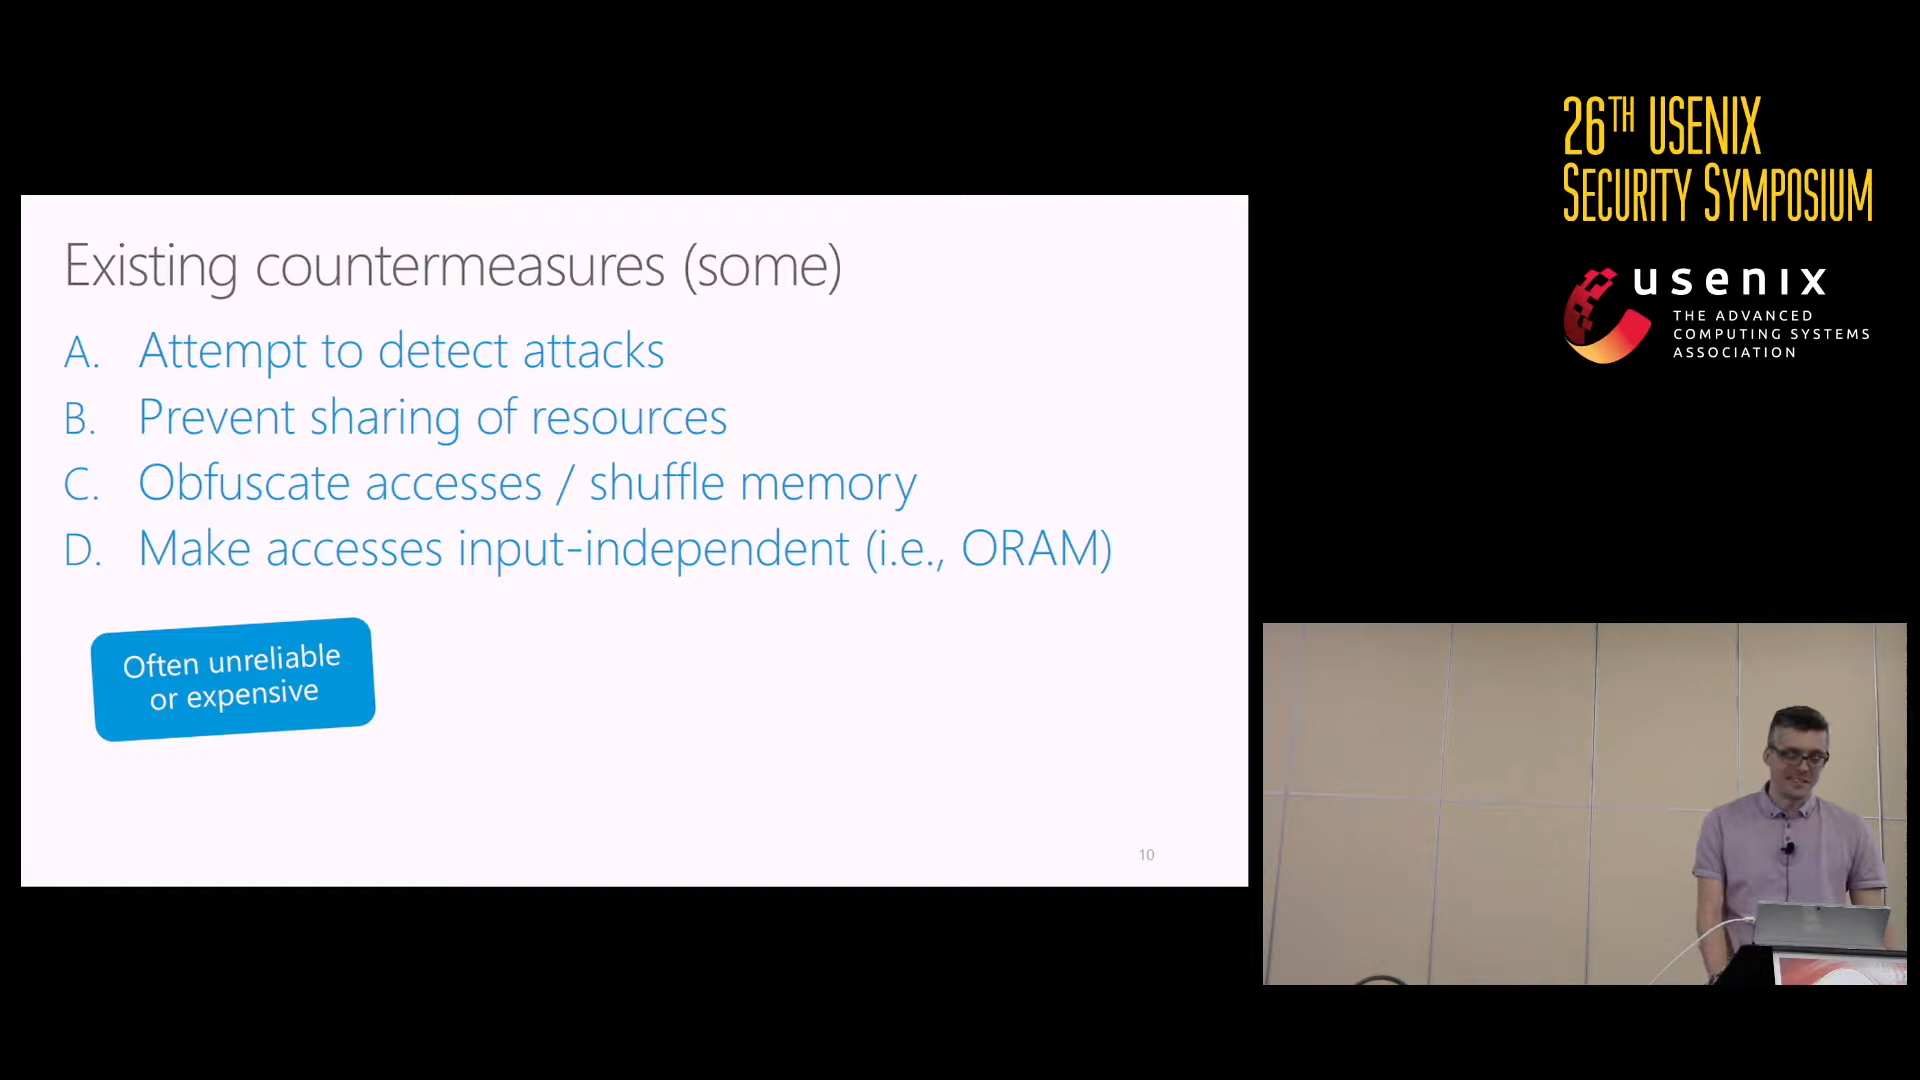 Existing countermeasures (some)
A. Attempt to detect attacks
B. Prevent sharing of resources
C. Obfuscate accesses / shuffle memory
D. Make accesses input-independent (i.e., ORAM)
Often unreliable
or expensive
10
26TH USENIX
SECURITY SYMPOSIUM
usenix
THE ADVANCED
COMPUTING SYSTEMS
ASSOCIATION